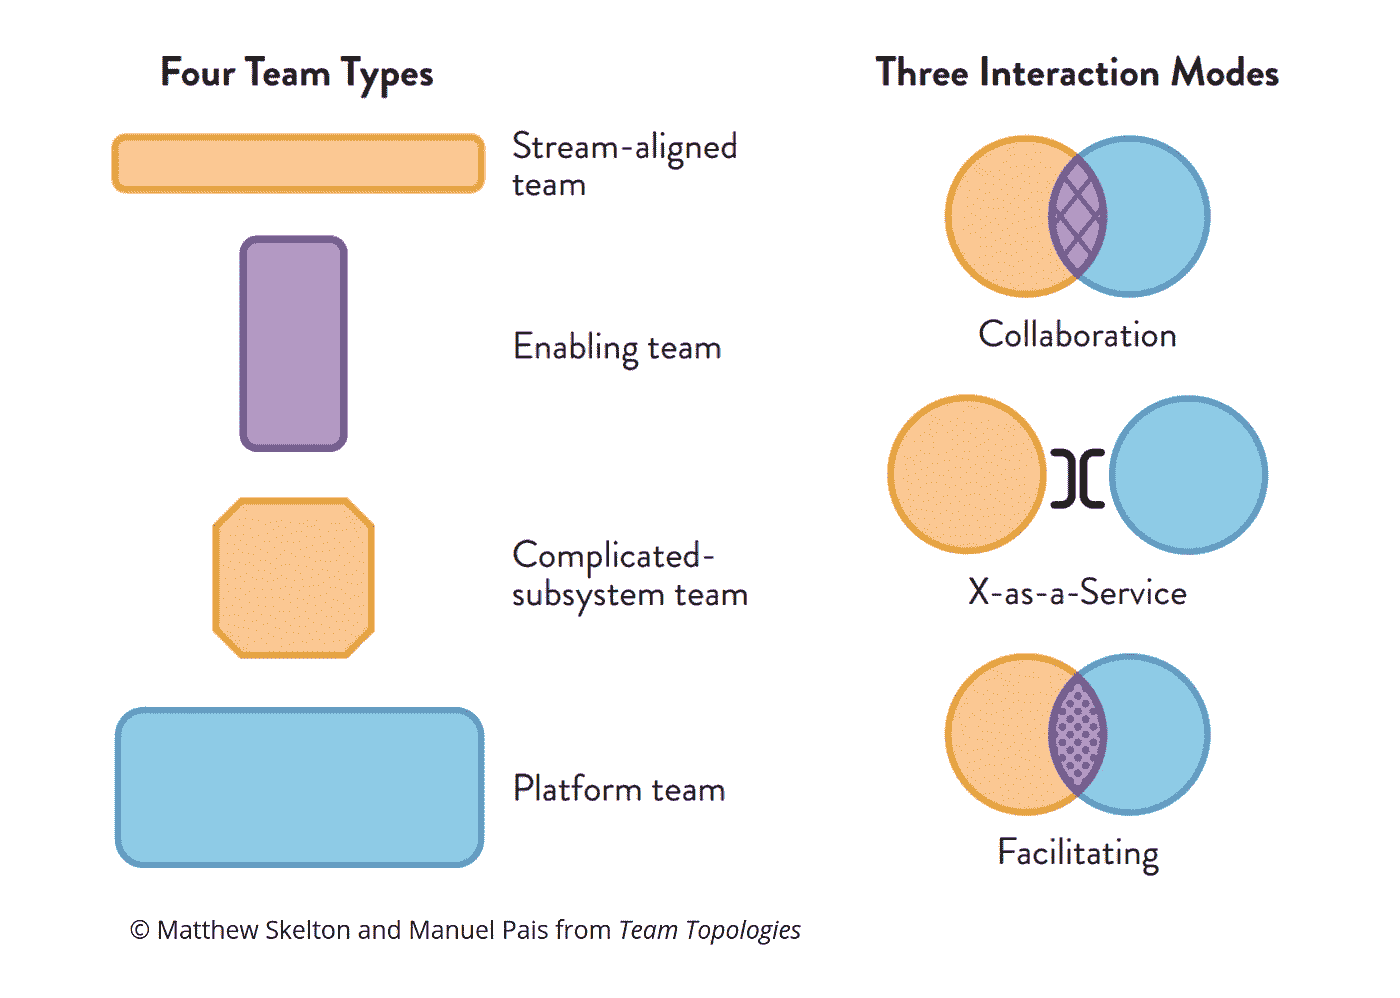 Four Team Types
Stream-aligned
team
Enabling team
Complicated-
subsystem team
Platform team
Three Interaction Modes
Collaboration
X-as-a-Service
Facilitating
© Matthew Skelton and Manuel Pais from Team Topologies